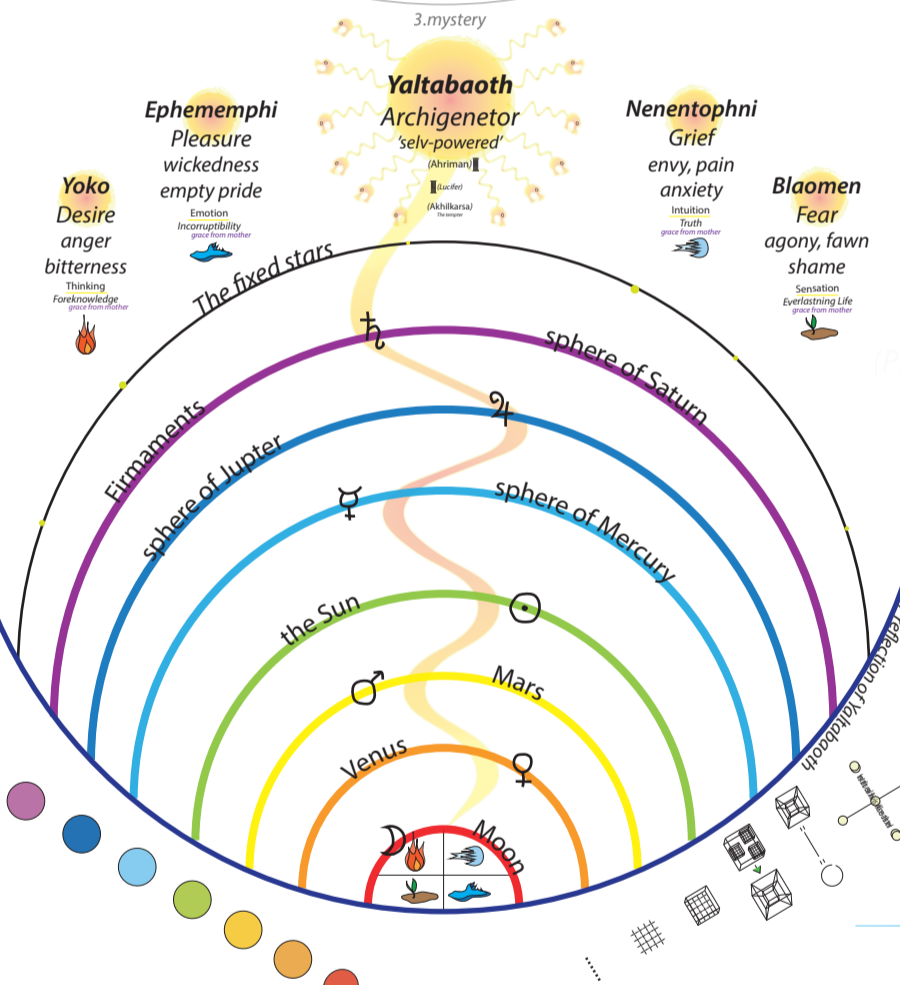 3.mystery
Yaltabaoth
Archigenetor
'selv-powered'
(Ahriman)
(Lucifer)
(Akhilkarsa)
The tempter
Ephememphi
Pleasure
wickedness
empty pride
Emotion
Incorruptibility
grace from mother
Nenentophni
Grief
envy, pain
anxiety
Intuition
Truth
grace from mother
Yoko
Desire
anger
bitterness
Thinking
Foreknowledge
grace from mother
Blaomen
Fear
agony, fawn
shame
Sensation
Everlastning Life
grace from mother
The fixed stars
♄
sphere of Saturn
Firmaments
♃
sphere of Jupter
☿
sphere of Mercury
the Sun
☉
♂
Mars
Venus
♀
☽
Moon
reflection of Yaltabaoth